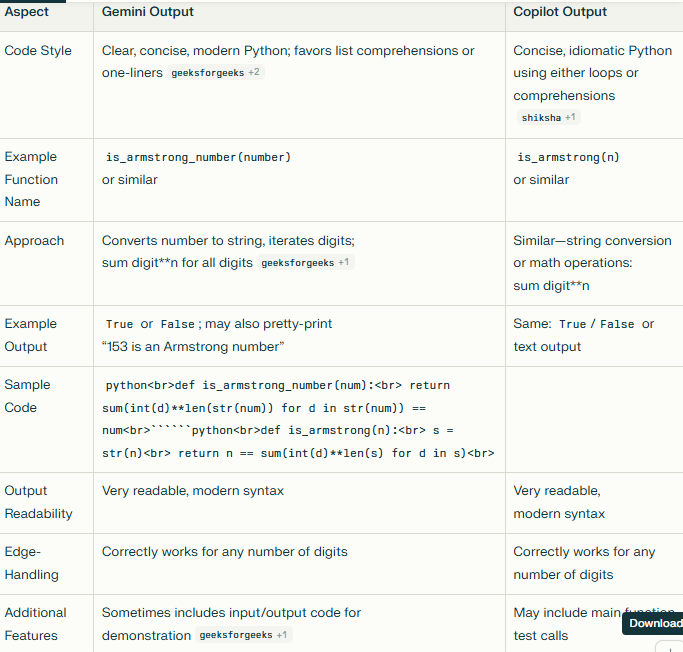 Aspect Gemini Output Copilot Output
Code Style Clear, concise, modern Python; favors list comprehensions or Concise, idiomatic Python
one-liners geeksforgeeks +2 using either loops or
comprehensions
shiksha +1
Example is_armstrong_number(number) is_armstrong(n)
Function or similar or similar
Name
Approach Converts number to string, iterates digits; Similar—string conversion
sum digit**n for all digits geeksforgeeks +1 or math operations:
sum digit**n
Example True or False ; may also pretty-print Same: True / False or
Output “153 is an Armstrong number” text output
Sample python<br>def is_armstrong_number(num):<br> return
Code sum(int(d)**len(str(num)) for d in str(num)) ==
num<br>``````python<br>def is_armstrong(n):<br> s =
str(n)<br> return n == sum(int(d)**len(s) for d in s)<br>
Output Very readable, modern syntax Very readable,
Readability modern syntax
Edge- Correctly works for any number of digits Correctly works for any
Handling number of digits
Additional Sometimes includes input/output code for May include main function,
Features demonstration geeksforgeeks +1 test calls
Download